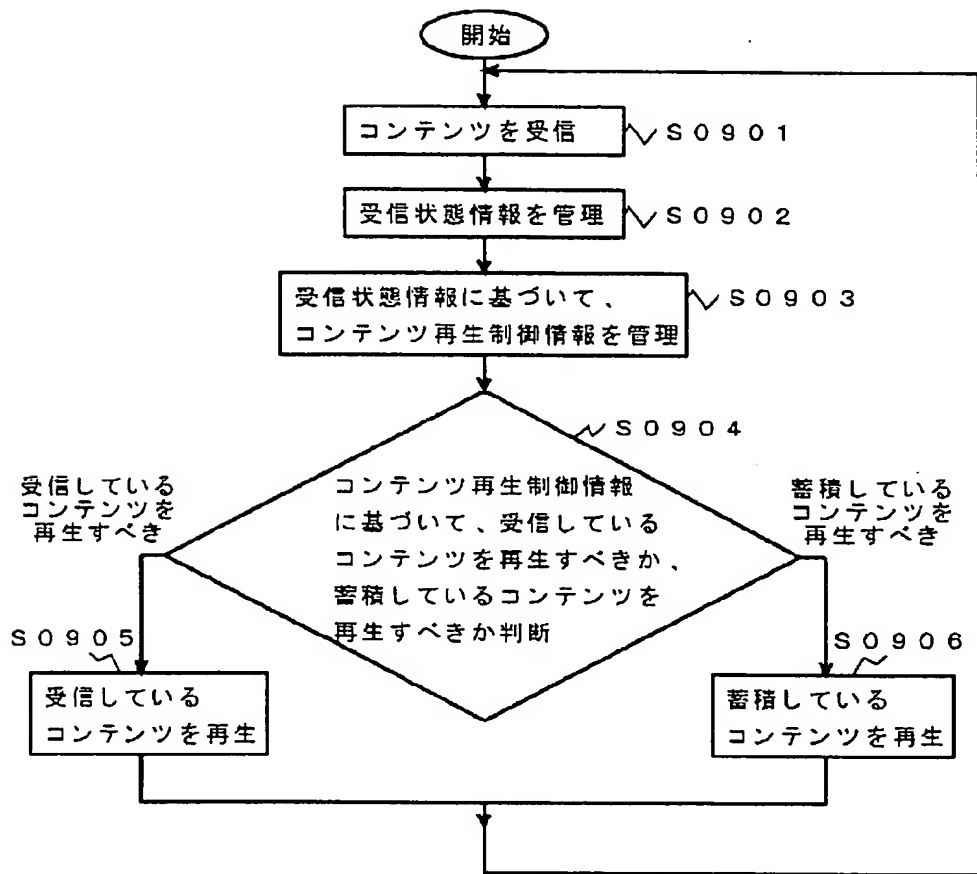 開始
コンテンツを受信
S0901
受信状態情報を管理
S0902
受信状態情報に基づいて、
コンテンツ再生制御情報を管理
S0903
S0904
コンテンツ再生制御情報
に基づいて、受信している
コンテンツを再生すべきか、
蓄積しているコンテンツを
再生すべきか判断
受信している
コンテンツを
再生すべき
蓄積している
コンテンツを
再生すべき
S0905
受信している
コンテンツを再生
S0906
蓄積している
コンテンツを再生